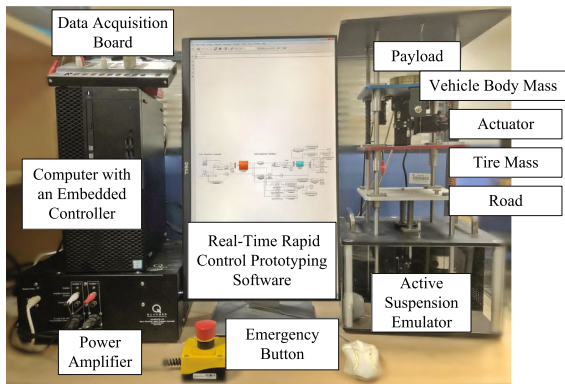 Data Acquisition
Board
Payload
Vehicle Body Mass
Actuator
Tire Mass
Road
Computer with
an Embedded
Controller
Real-Time Rapid
Control Prototyping
Software
Active
Suspension
Emulator
Power
Amplifier
Emergency
Button